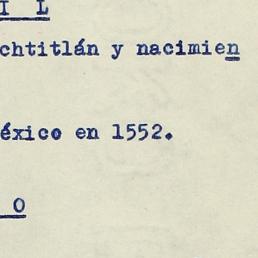 I L
chtitlán y nacimien
éxico en 1552.
O